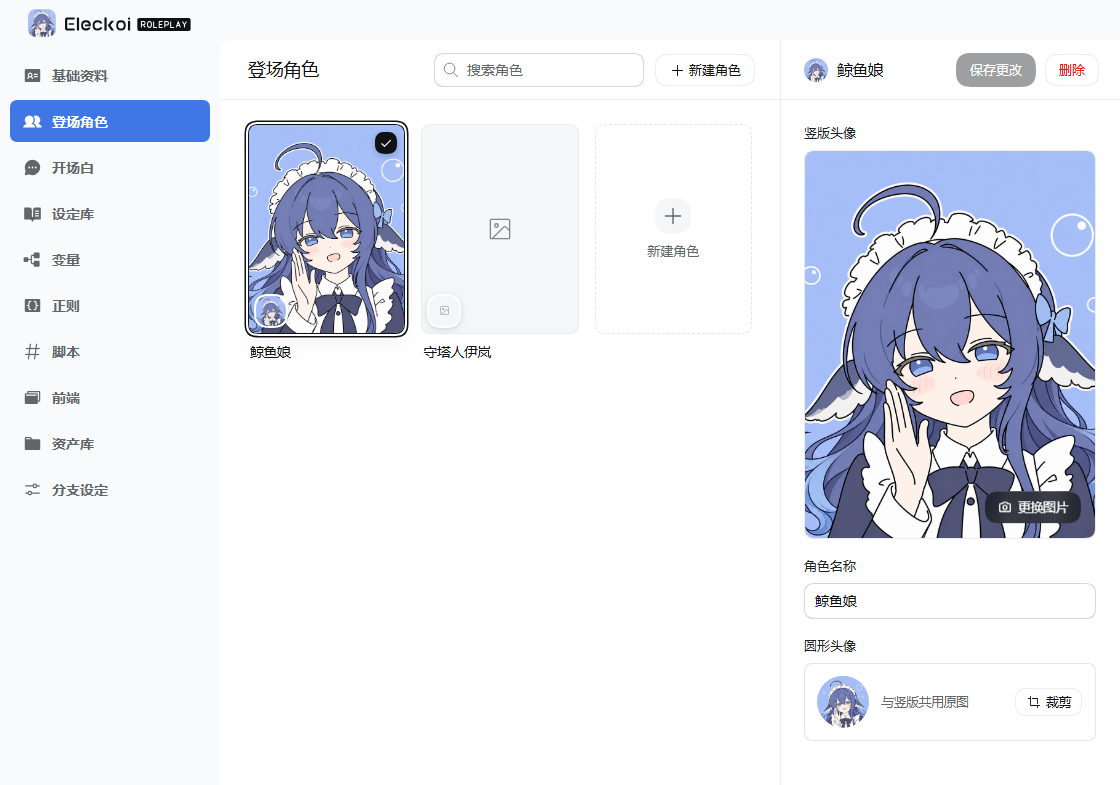 Eleckoi ROLEPLAY
基础资料
登场角色
开场白
设定库
变量
正则
脚本
前端
资产库
分支设定
登场角色
搜索角色
新建角色
鲸鱼娘
守塔人伊岚
新建角色
鲸鱼娘
保存更改
删除
竖版头像
更换图片
角色名称
鲸鱼娘
圆形头像
与竖版共用原图
裁剪